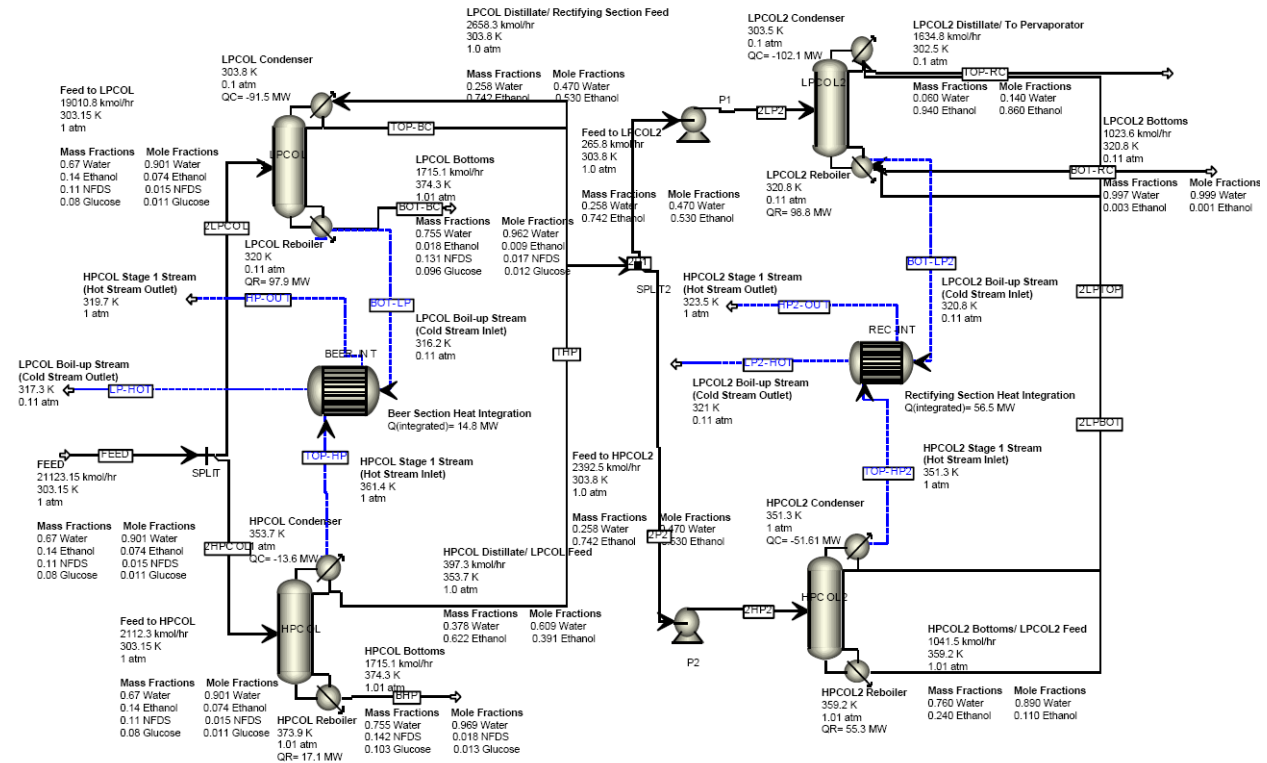 LPCOL Distillate/ Rectifying Section Feed
2658.3 kmol/hr
303.8 K
1.0 atm
Mass Fractions Mole Fractions
0.258 Water 0.470 Water
0.742 Ethanol 0.530 Ethanol
LPCOL Condenser
303.8 K
0.1 atm
QC= -91.5 MW
Feed to LPCOL
19010.8 kmol/hr
303.15 K
1 atm
Mass Fractions Mole Fractions
0.67 Water 0.901 Water
0.14 Ethanol 0.074 Ethanol
0.11 NFDS 0.015 NFDS
0.08 Glucose 0.011 Glucose
LPCOL
TOP-BC
LPCOL Bottoms
1715.1 kmol/hr
374.3 K
1.01 atm
BOT-BC
Mass Fractions Mole Fractions
0.755 Water 0.962 Water
0.018 Ethanol 0.009 Ethanol
0.131 NFDS 0.017 NFDS
0.096 Glucose 0.012 Glucose
2LPCOL
LPCOL Reboiler
320 K
0.11 atm
QR= 97.9 MW
HPCOL Stage 1 Stream
(Hot Stream Outlet)
319.7 K
1 atm
HP-OUT
BOT-LP
LPCOL Boil-up Stream
(Cold Stream Inlet)
316.2 K
0.11 atm
THP
LPCOL Boil-up Stream
(Cold Stream Outlet)
317.3 K
0.11 atm
LP-HOT
Beer Section Heat Integration
Q(integrated)= 14.8 MW
FEED
FEED
21123.15 kmol/hr
303.15 K
1 atm
SPLIT
Mass Fractions Mole Fractions
0.67 Water 0.901 Water
0.14 Ethanol 0.074 Ethanol
0.11 NFDS 0.015 NFDS
0.08 Glucose 0.011 Glucose
TOP-HP
HPCOL Stage 1 Stream
(Hot Stream Inlet)
361.4 K
1 atm
2HPCOL
HPCOL Condenser
353.7 K
1 atm
QC= -13.6 MW
HPCOL Distillate/ LPCOL Feed
397.3 kmol/hr
353.7 K
1.0 atm
Mass Fractions Mole Fractions
0.378 Water 0.609 Water
0.622 Ethanol 0.391 Ethanol
Feed to HPCOL
2112.3 kmol/hr
303.15 K
1 atm
Mass Fractions Mole Fractions
0.67 Water 0.901 Water
0.14 Ethanol 0.074 Ethanol
0.11 NFDS 0.015 NFDS
0.08 Glucose 0.011 Glucose
HPCOL
HPCOL Bottoms
1715.1 kmol/hr
374.3 K
1.01 atm
BHP
Mass Fractions Mole Fractions
0.755 Water 0.969 Water
0.142 NFDS 0.018 NFDS
0.103 Glucose 0.013 Glucose
HPCOL Reboiler
373.9 K
1.01 atm
QR= 17.1 MW
LPCOL2 Condenser
303.5 K
0.1 atm
QC= -102.1 MW
LPCOL2 Distillate/ To Pervaporator
1634.8 kmol/hr
302.5 K
0.1 atm
TOP-RC
Mass Fractions Mole Fractions
0.060 Water 0.140 Water
0.940 Ethanol 0.860 Ethanol
P1
2LP2
LPCOL2
Feed to LPCOL2
265.8 kmol/hr
303.8 K
1.0 atm
Mass Fractions Mole Fractions
0.258 Water 0.470 Water
0.742 Ethanol 0.530 Ethanol
LPCOL2 Bottoms
1023.6 kmol/hr
320.8 K
0.11 atm
BOT-RC
Mass Fractions Mole Fractions
0.997 Water 0.999 Water
0.003 Ethanol 0.001 Ethanol
LPCOL2 Reboiler
320.8 K
0.11 atm
QR= 98.8 MW
SPLIT2
BOT-LP2
HPCOL2 Stage 1 Stream
(Hot Stream Outlet)
323.5 K
1 atm
HP2-OUT
LPCOL2 Boil-up Stream
(Cold Stream Inlet)
320.8 K
0.11 atm
2LPTOP
LP2-HOT
LPCOL2 Boil-up Stream
(Cold Stream Outlet)
321 K
0.11 atm
Rectifying Section Heat Integration
Q(integrated)= 56.5 MW
2LPBOT
Feed to HPCOL2
2392.5 kmol/hr
303.8 K
1.0 atm
Mass Fractions Mole Fractions
0.258 Water 0.470 Water
0.742 Ethanol 0.530 Ethanol
2P2
TOP-HP2
HPCOL2 Stage 1 Stream
(Hot Stream Inlet)
351.3 K
1 atm
HPCOL2 Condenser
351.3 K
1 atm
QC= -51.61 MW
2HP2
HPCOL2
P2
HPCOL2 Bottoms/ LPCOL2 Feed
1041.5 kmol/hr
359.2 K
1.01 atm
Mass Fractions Mole Fractions
0.760 Water 0.890 Water
0.240 Ethanol 0.110 Ethanol
HPCOL2 Reboiler
359.2 K
1.01 atm
QR= 55.3 MW